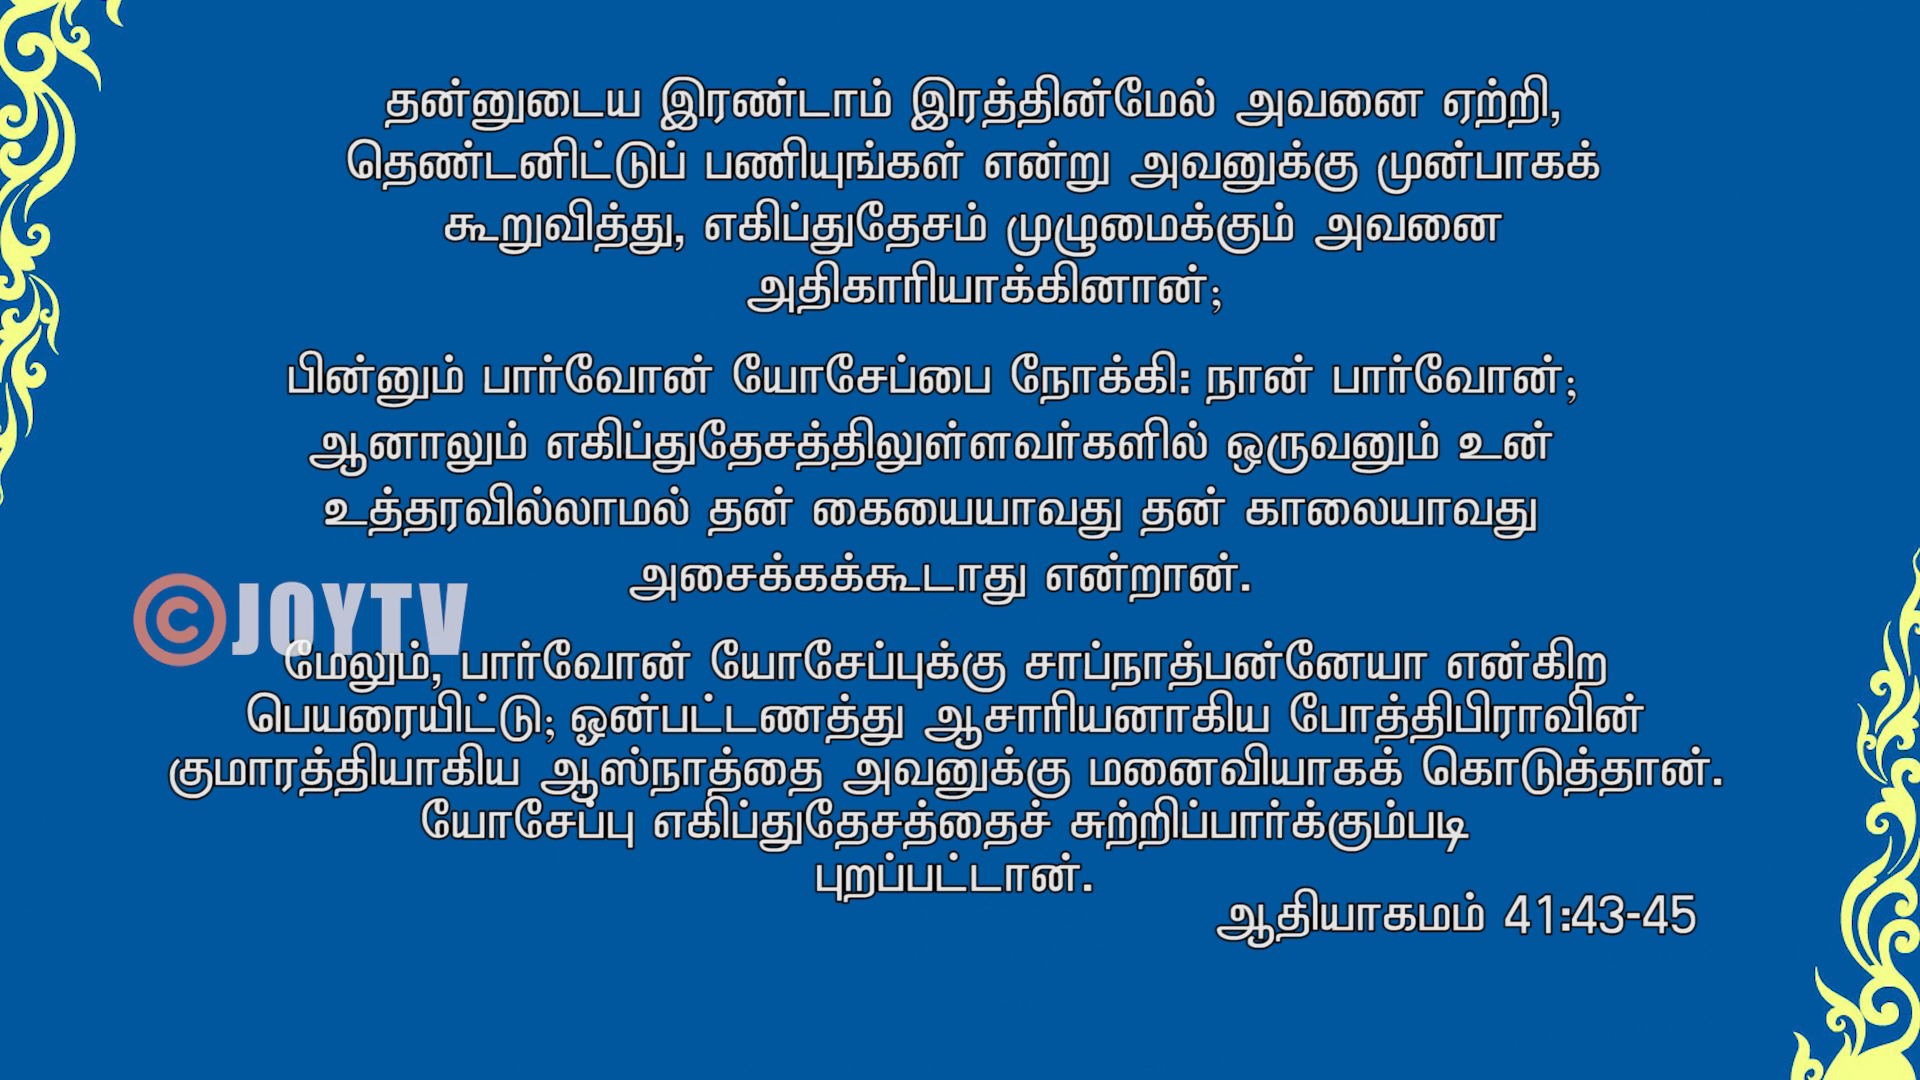 தன்னுடைய இரண்டாம் இரத்தின்மேல் அவனை ஏற்றி,
தெண்டனிட்டுப் பணியுங்கள் என்று அவனுக்கு முன்பாகக்
கூறுவித்து, எகிப்துதேசம் முழுமைக்கும் அவனை
அதிகாரியாக்கினான்;
பின்னும் பார்வோன் யோசேப்பை நோக்கி: நான் பார்வோன்;
ஆனாலும் எகிப்துதேசத்திலுள்ளவர்களில் ஒருவனும் உன்
உத்தரவில்லாமல் தன் கையையாவது தன் காலையாவது
அசைக்கக்கூடாது என்றான்.
©JOYTV
மேலும், பார்வோன் யோசேப்புக்கு சாப்நாத்பன்னேயா என்கிற
பெயரையிட்டு; ஓன்பட்டணத்து ஆசாரியனாகிய போத்திபிராவின்
குமாரத்தியாகிய ஆஸ்நாத்தை அவனுக்கு மனைவியாகக் கொடுத்தான்.
யோசேப்பு எகிப்துதேசத்தைச் சுற்றிப்பார்க்கும்படி
புறப்பட்டான்.
ஆதியாகமம் 41:43-45